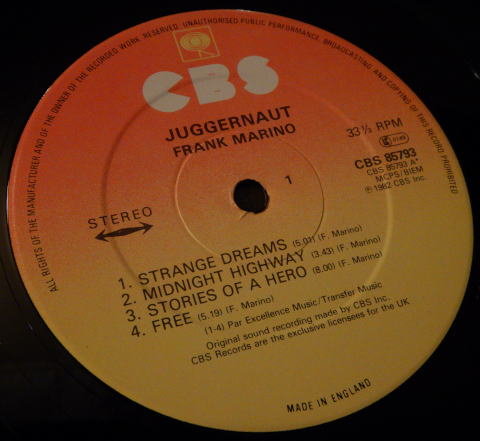 ALL RIGHTS OF THE MANUFACTURER AND OF THE OWNER OF THE RECORDED WORK RESERVED. UNAUTHORISED PUBLIC PERFORMANCE, BROADCASTING AND COPYING OF THIS RECORD PROHIBITED
CBS
JUGGERNAUT
FRANK MARINO
33⅓ RPM
CBS 85793
CBS 85793 A*
MCPS/BIEM
℗ 1982 CBS Inc.
1
STEREO
1. STRANGE DREAMS (5.01) (F. Marino)
2. MIDNIGHT HIGHWAY (3.43) (F. Marino)
3. STORIES OF A HERO (8.00) (F. Marino)
4. FREE (5.19) (F. Marino)
(1-4) Par Excellence Music/Transfer Music
Original sound recording made by CBS Inc.
CBS Records are the exclusive licensees for the UK
MADE IN ENGLAND